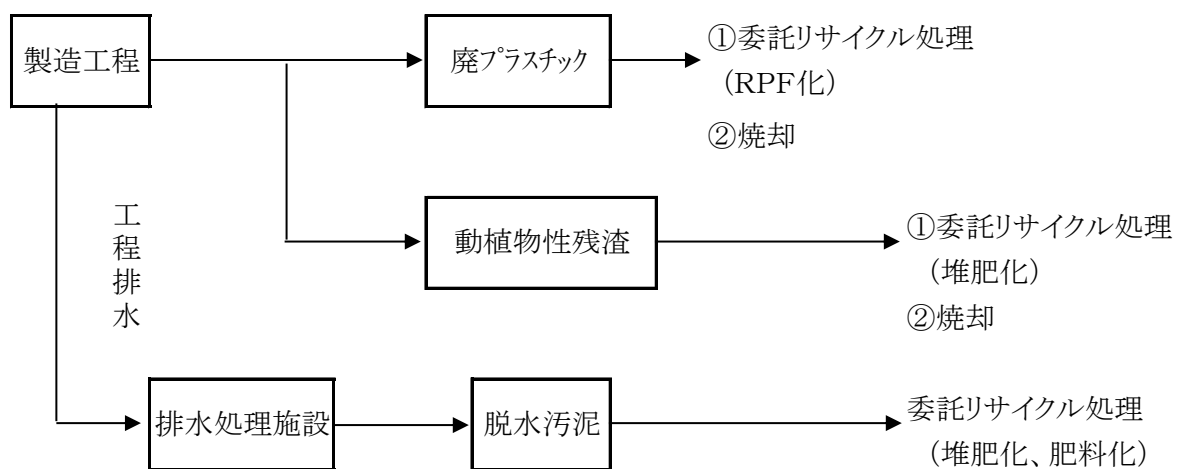 製造工程
廃プラスチック
①委託リサイクル処理
（RPF化）
②焼却
工程排水
動植物性残渣
①委託リサイクル処理
（堆肥化）
②焼却
排水処理施設
脱水汚泥
委託リサイクル処理
（堆肥化、肥料化）